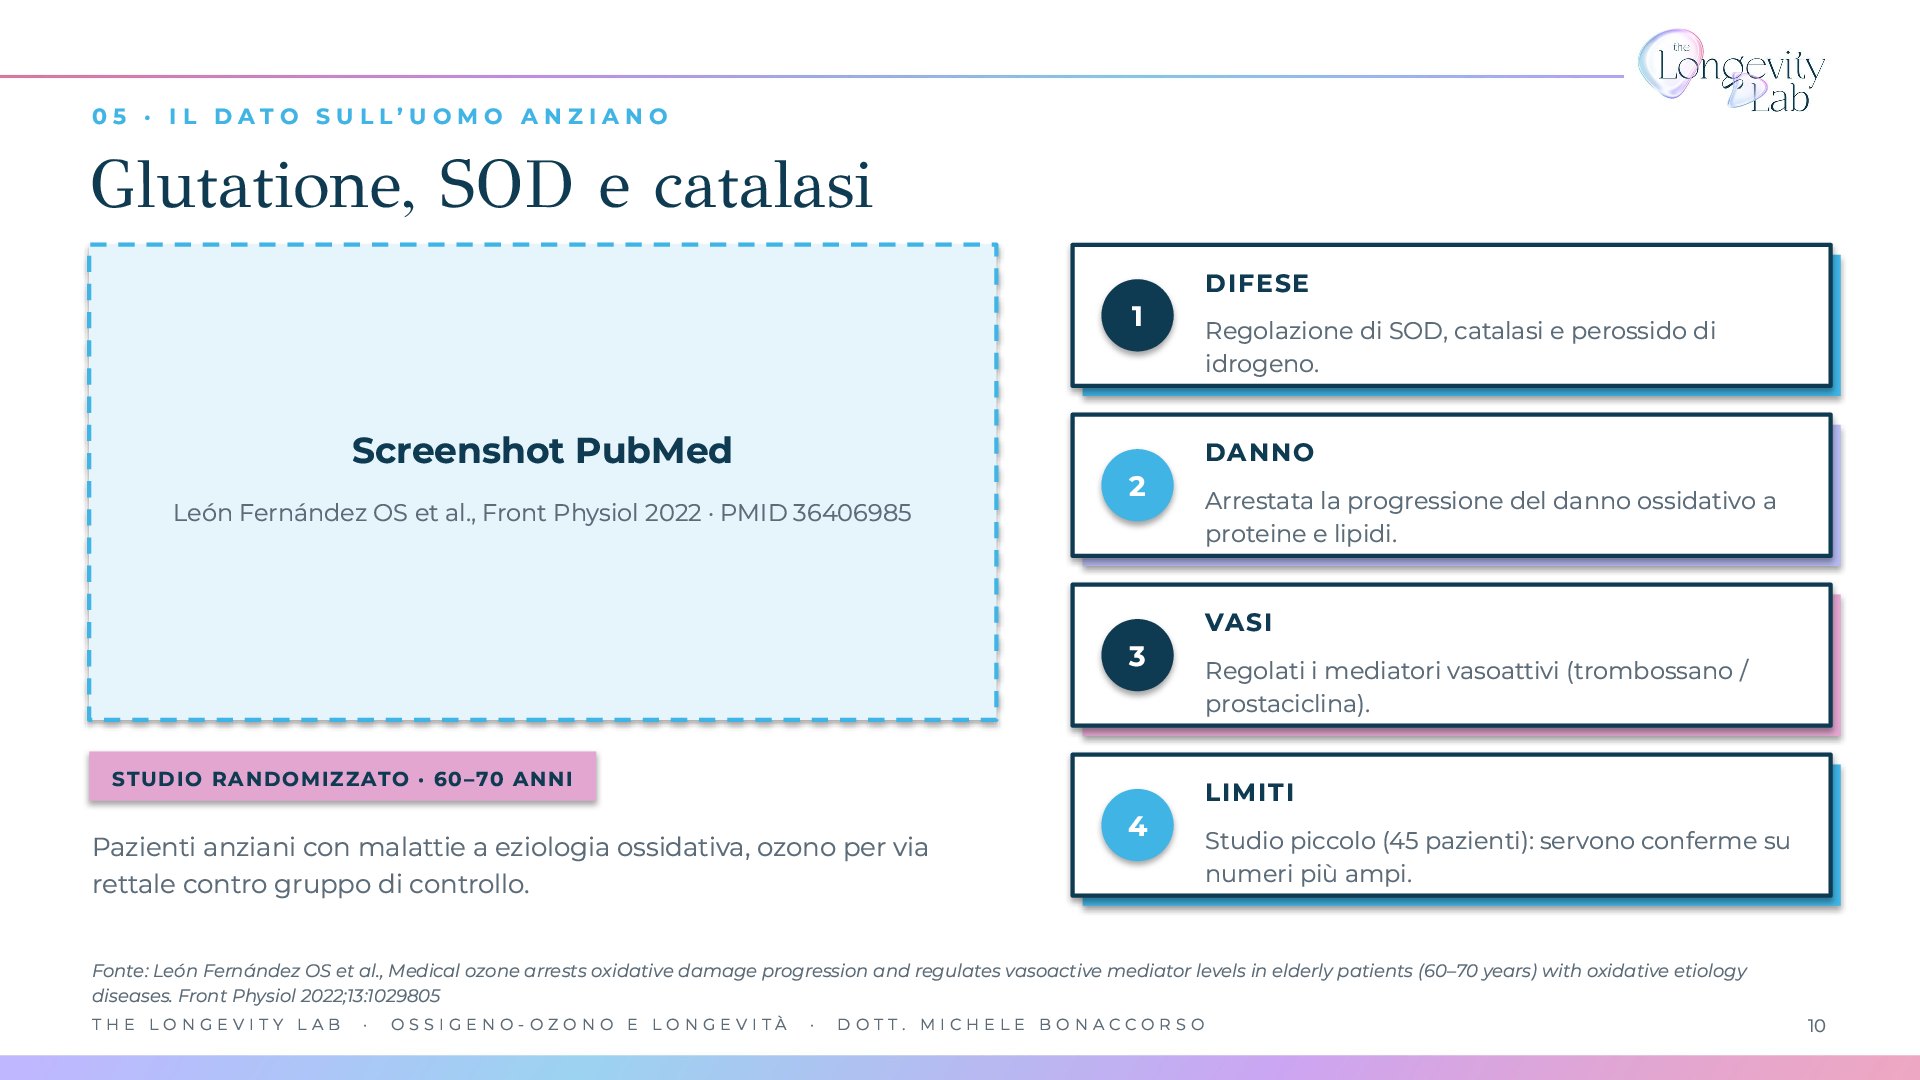 the
Longevity
Lab
05 · IL DATO SULL’UOMO ANZIANO
Glutatione, SOD e catalasi
Screenshot PubMed
León Fernández OS et al., Front Physiol 2022 · PMID 36406985
STUDIO RANDOMIZZATO · 60–70 ANNI
Pazienti anziani con malattie a eziologia ossidativa, ozono per via
rettale contro gruppo di controllo.
1
DIFESE
Regolazione di SOD, catalasi e perossido di
idrogeno.
2
DANNO
Arrestata la progressione del danno ossidativo a
proteine e lipidi.
3
VASI
Regolati i mediatori vasoattivi (trombossano /
prostaciclina).
4
LIMITI
Studio piccolo (45 pazienti): servono conferme su
numeri più ampi.
Fonte: León Fernández OS et al., Medical ozone arrests oxidative damage progression and regulates vasoactive mediator levels in elderly patients (60–70 years) with oxidative etiology
diseases. Front Physiol 2022;13:1029805
THE LONGEVITY LAB · OSSIGENO-OZONO E LONGEVITÀ · DOTT. MICHELE BONACCORSO
10